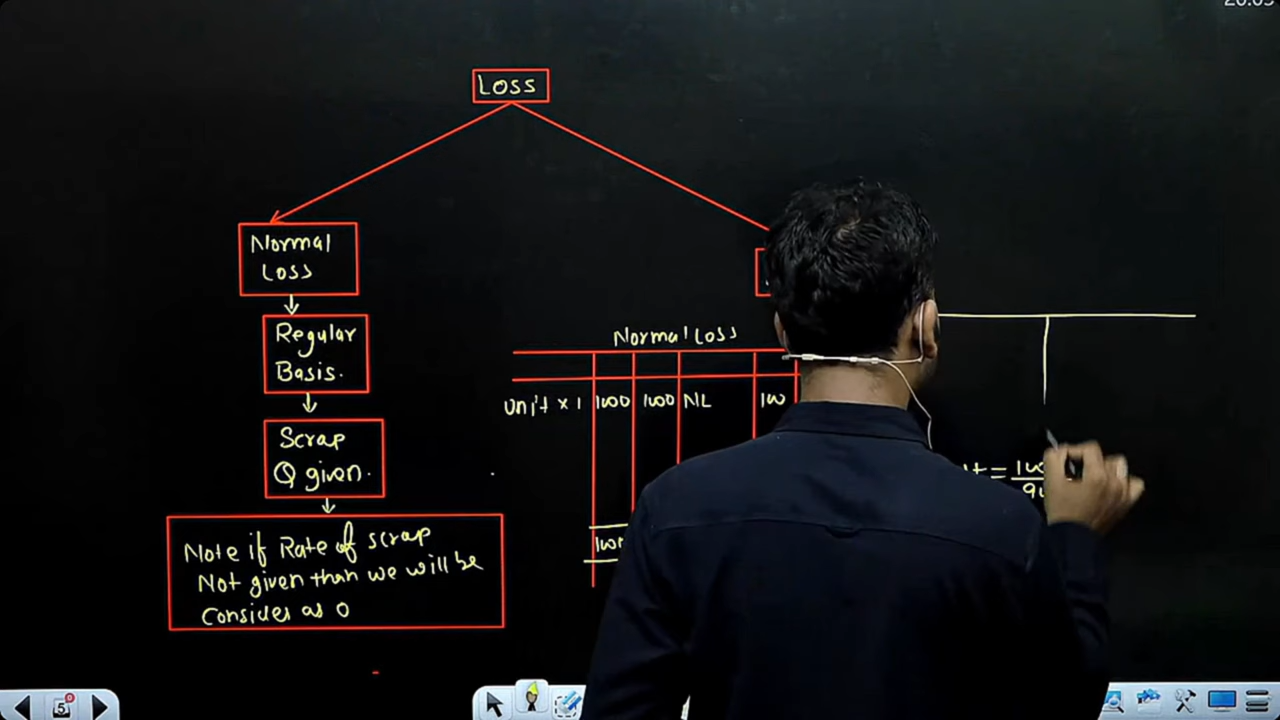 Loss
Normal
Loss
Regular
Basis.
Scrap
Q given.
Note if Rate of scrap
Not given than we will be
Consider as 0
Normal Loss
Unit x 1 1000 1000 NL 100
5